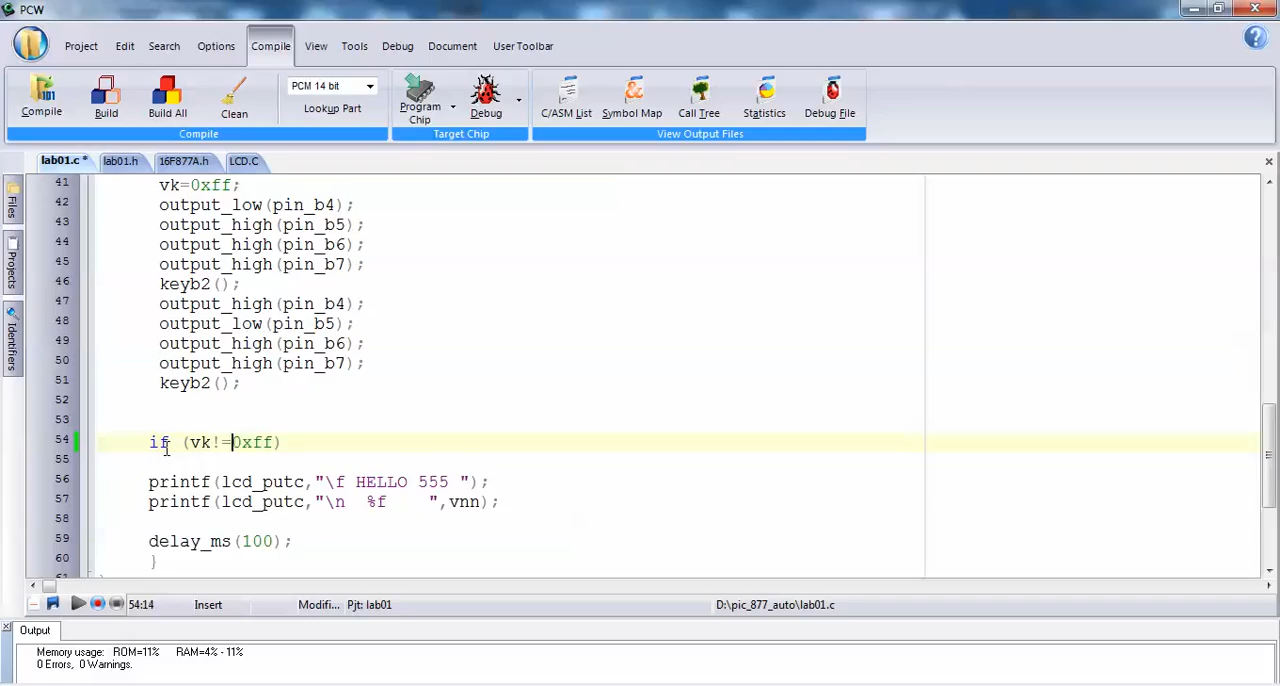 PCW
Project Edit Search Options Compile View Tools Debug Document User Toolbar
Compile Build Build All Clean PCM 14 bit Lookup Part Program Chip Debug C/ASM List Symbol Map Call Tree Statistics Debug File
Compile Target Chip View Output Files
lab01.c * lab01.h 16F877A.h LCD.C
Files
Projects
Identifiers
41 vk=0xff;
42 output_low(pin_b4);
43 output_high(pin_b5);
44 output_high(pin_b6);
45 output_high(pin_b7);
46 keyb2();
47 output_high(pin_b4);
48 output_low(pin_b5);
49 output_high(pin_b6);
50 output_high(pin_b7);
51 keyb2();
52
53
54 if (vk!=0xff)
55
56 printf(lcd_putc,"\f HELLO 555 ");
57 printf(lcd_putc,"\n %f ",vnn);
58
59 delay_ms(100);
60 }
54:14 Insert Modifi... Pjt: lab01 D:\pic_877_auto\lab01.c
Output
Memory usage: ROM=11% RAM=4% - 11%
0 Errors, 0 Warnings.